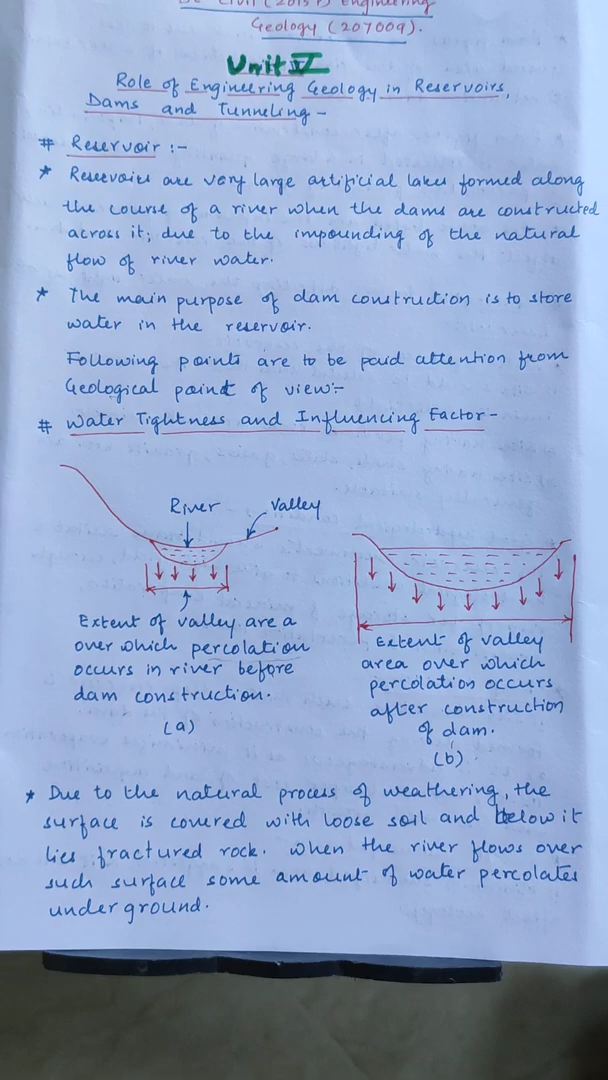 SE Civil (2015P) Engineering
Geology (207009).
Unit V
Role of Engineering Geology in Reservoirs,
Dams and Tunneling -
# Reservoir :-
* Reservoirs are very large artificial lakes formed along
the course of a river when the dams are constructed
across it; due to the impounding of the natural
flow of river water.
* The main purpose of dam construction is to store
water in the reservoir.
Following points are to be paid attention from
Geological point of view:-
# Water Tightness and Influencing Factor -
River
Valley
Extent of valley are a
over which percolation
occurs in river before
dam construction.
(a)
Extent of valley
area over which
percolation occurs
after construction
of dam.
(b)
* Due to the natural process of weathering, the
surface is covered with loose soil and below it
lies fractured rock. when the river flows over
such surface some amount of water percolates
underground.